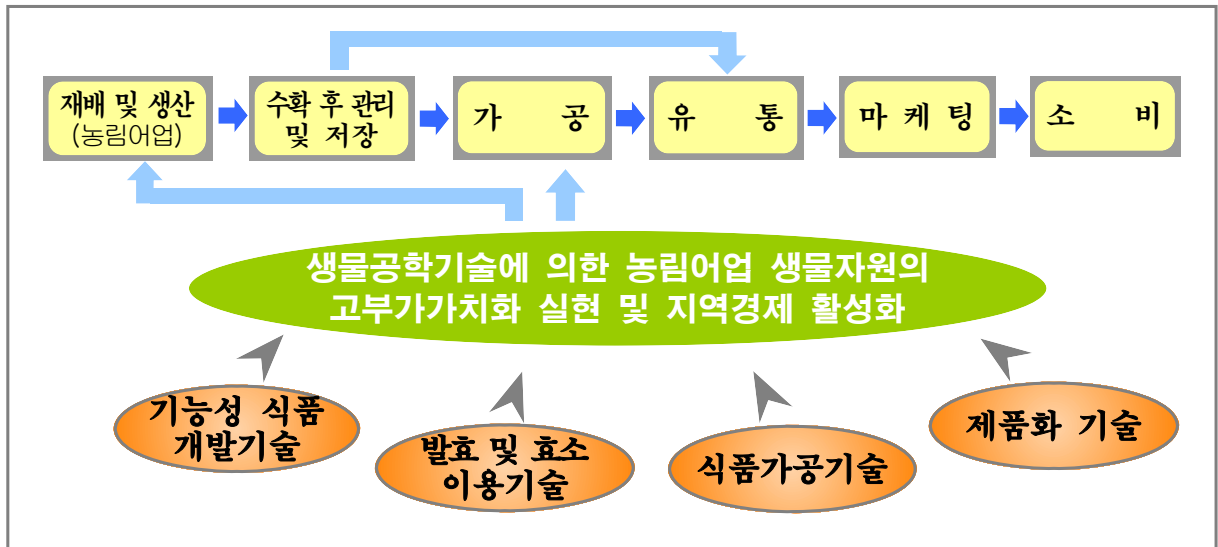 재배 및 생산
(농림어업)
수확 후 관리
및 저장
가 공
유 통
마 케 팅
소 비
생물공학기술에 의한 농림어업 생물자원의
고부가가치화 실현 및 지역경제 활성화
기능성 식품
개발기술
발효 및 효소
이용기술
식품가공기술
제품화 기술